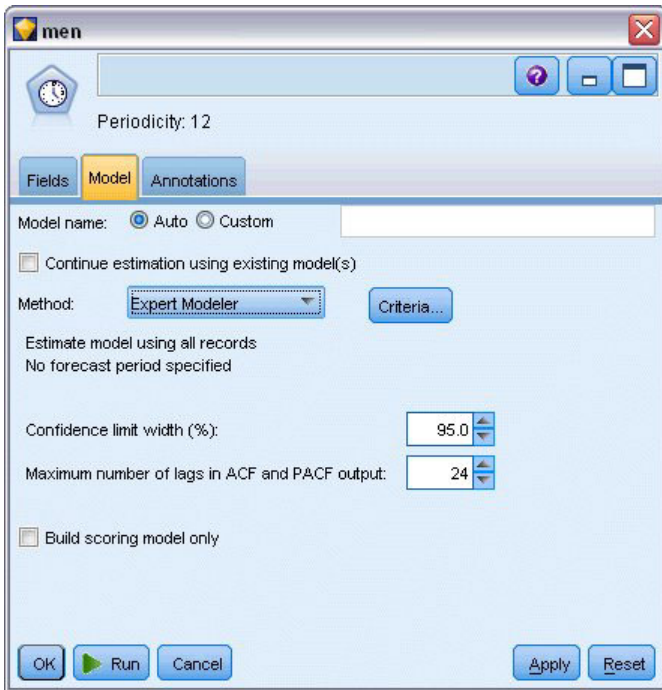 men
Periodicity: 12
Fields Model Annotations
Model name: Auto Custom
Continue estimation using existing model(s)
Method: Expert Modeler Criteria...
Estimate model using all records
No forecast period specified
Confidence limit width (%): 95.0
Maximum number of lags in ACF and PACF output: 24
Build scoring model only
OK Run Cancel Apply Reset